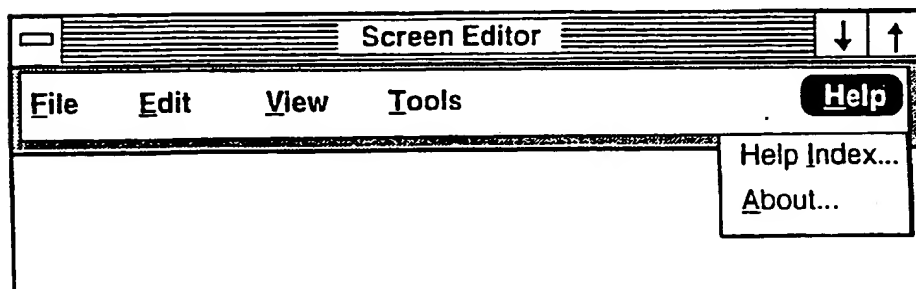 Screen Editor
File Edit View Tools Help
Help Index...
About...